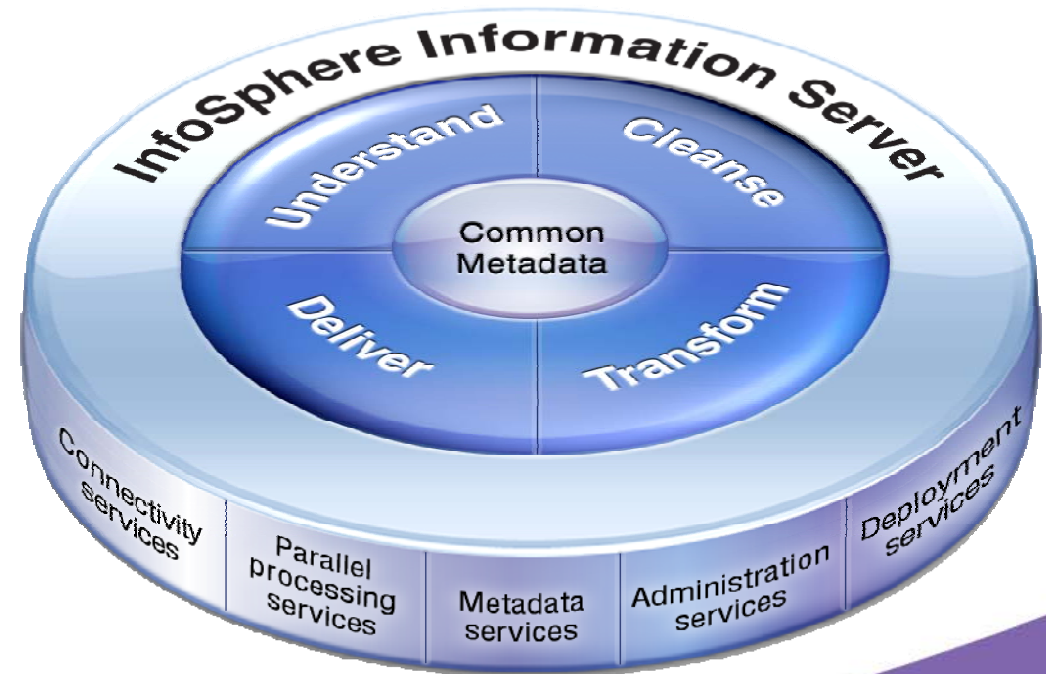 InfoSphere Information Server
Understand
Cleanse
Common
Metadata
Deliver
Transform
Connectivity
services
Parallel
processing
services
Metadata
services
Administration
services
Deployment
services